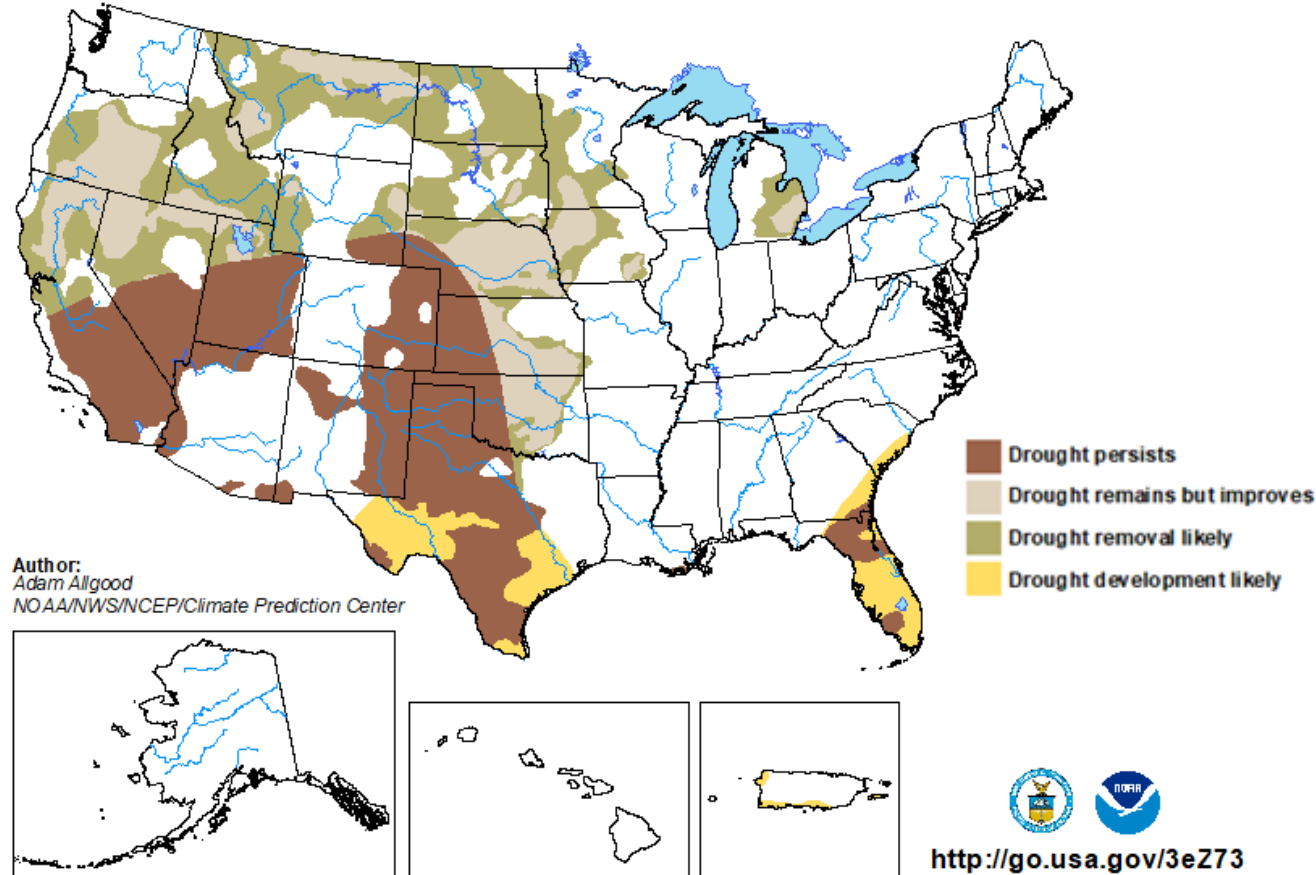 Drought persists
Drought remains but improves
Drought removal likely
Drought development likely
Author:
Adam Allgood
NOAA/NWS/NCEP/Climate Prediction Center
NOAA
http://go.usa.gov/3eZ73